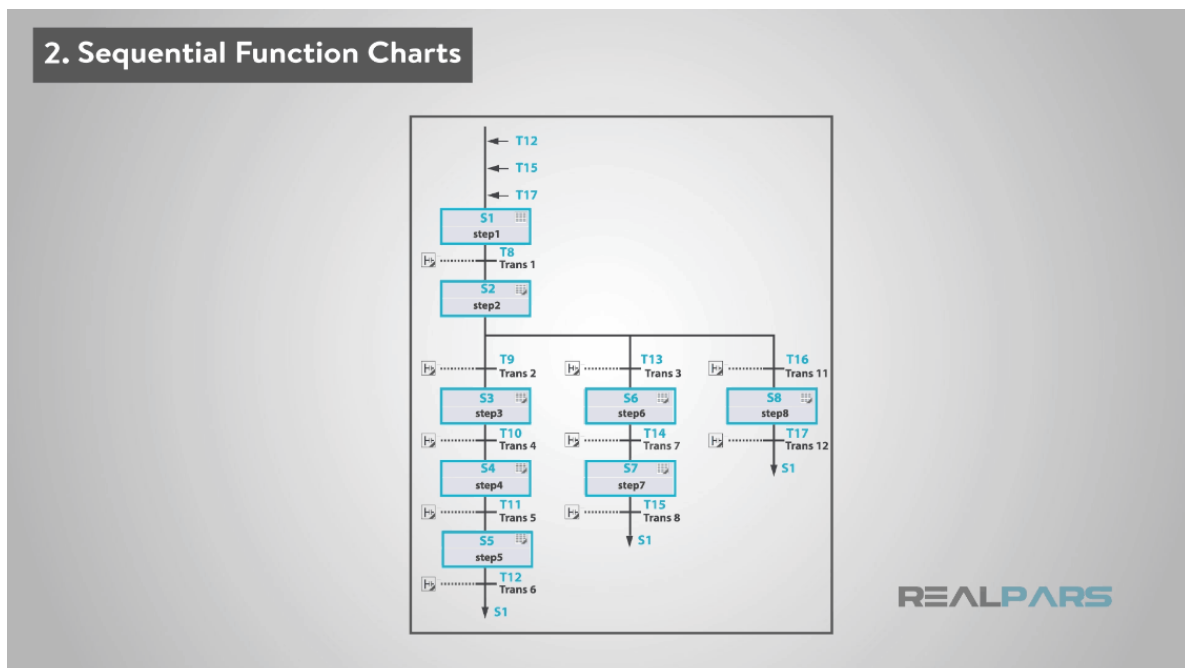 2. Sequential Function Charts
T12
T15
T17
S1
step1
T8
Trans 1
S2
step2
T9
Trans 2
T13
Trans 3
T16
Trans 11
S3
step3
S6
step6
S8
step8
T10
Trans 4
T14
Trans 7
T17
Trans 12
S4
step4
S7
step7
S1
T11
Trans 5
T15
Trans 8
S5
step5
S1
T12
Trans 6
S1
REALPARS